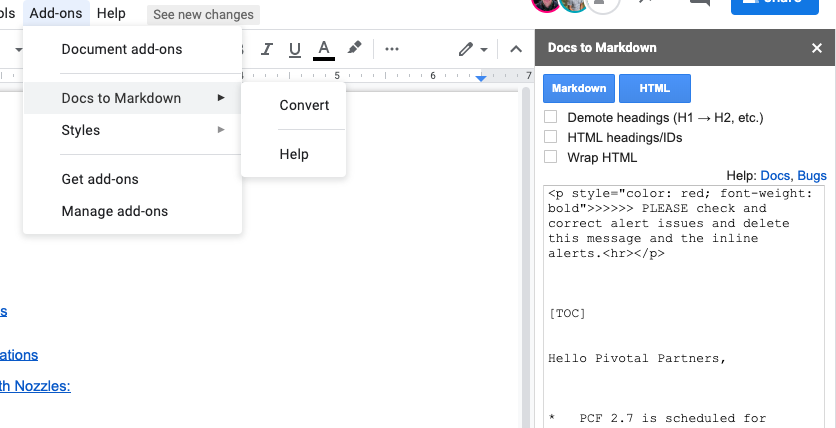 ols Add-ons Help See new changes
Document add-ons
Docs to Markdown
Convert
Styles
Help
Get add-ons
Manage add-ons
I U A
5 6 7
s
ations
th Nozzles:
Docs to Markdown
Markdown HTML
Demote headings (H1 → H2, etc.)
HTML headings/IDs
Wrap HTML
Help: Docs, Bugs
<p style="color: red; font-weight:
bold">>>>>> PLEASE check and
correct alert issues and delete
this message and the inline
alerts.<hr></p>
[TOC]
Hello Pivotal Partners,
* PCF 2.7 is scheduled for